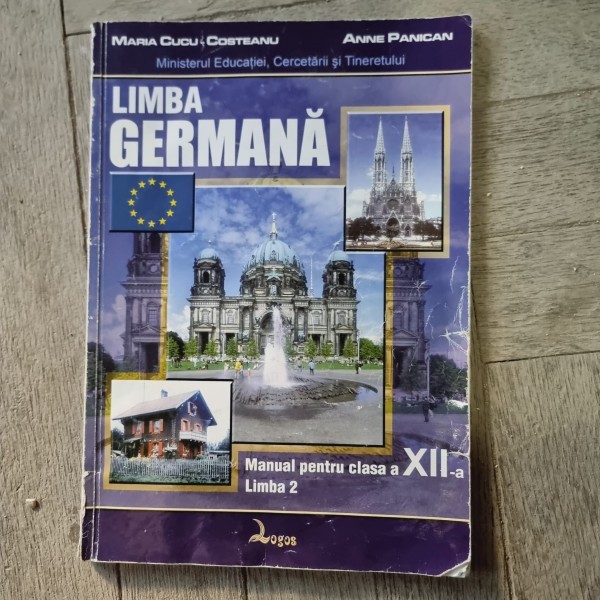 Maria Cucu-Costeanu Anne Panican
Ministerul Educației, Cercetării și Tineretului
LIMBA
GERMANĂ
Manual pentru clasa a XII-a
Limba 2
Logos